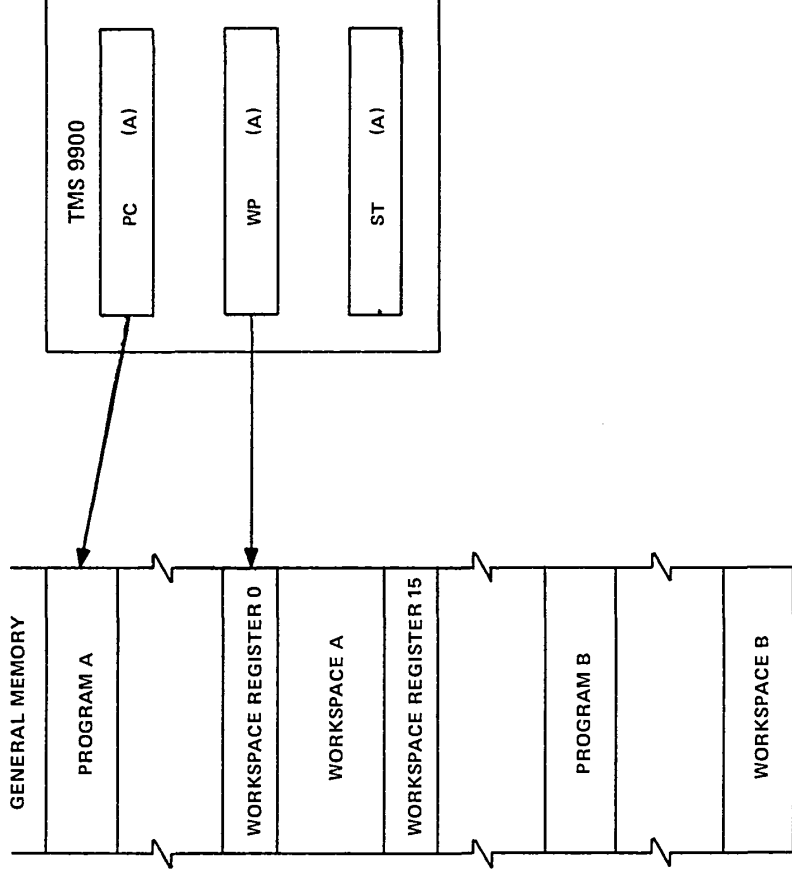 TMS 9900
PC (A)
WP (A)
ST (A)
GENERAL MEMORY
PROGRAM A
WORKSPACE REGISTER 0
WORKSPACE A
WORKSPACE REGISTER 15
PROGRAM B
WORKSPACE B